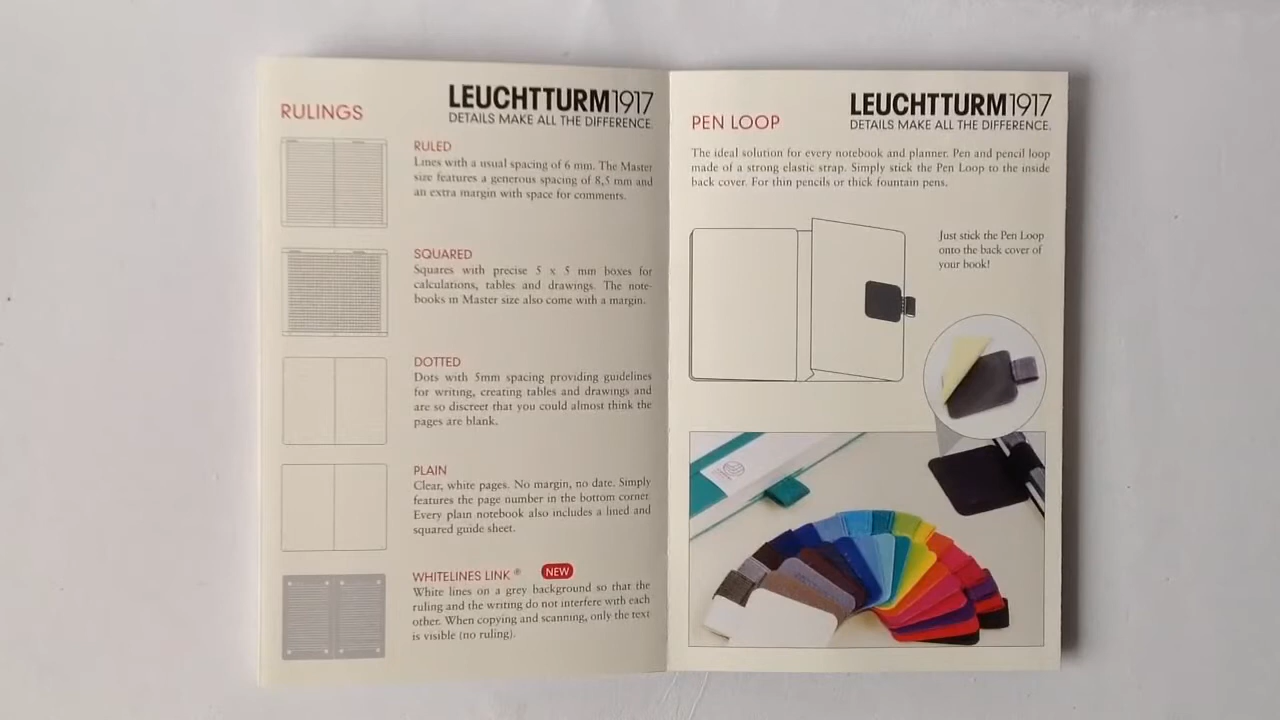 RULINGS
LEUCHTTURM1917
DETAILS MAKE ALL THE DIFFERENCE.
RULED
Lines with a usual spacing of 6 mm. The Master
size features a generous spacing of 8,5 mm and
an extra margin with space for comments.
SQUARED
Squares with precise 5 x 5 mm boxes for
calculations, tables and drawings. The note-
books in Master size also come with a margin.
DOTTED
Dots with 5mm spacing providing guidelines
for writing, creating tables and drawings and
are so discreet that you could almost think the
pages are blank.
PLAIN
Clear, white pages. No margin, no date. Simply
features the page number in the bottom corner.
Every plain notebook also includes a lined and
squared guide sheet.
WHITELINES LINK ® NEW
White lines on a grey background so that the
ruling and the writing do not interfere with each
other. When copying and scanning, only the text
is visible (no ruling).
PEN LOOP
LEUCHTTURM1917
DETAILS MAKE ALL THE DIFFERENCE.
The ideal solution for every notebook and planner. Pen and pencil loop
made of a strong elastic strap. Simply stick the Pen Loop to the inside
back cover. For thin pencils or thick fountain pens.
Just stick the Pen Loop
onto the back cover of
your book!